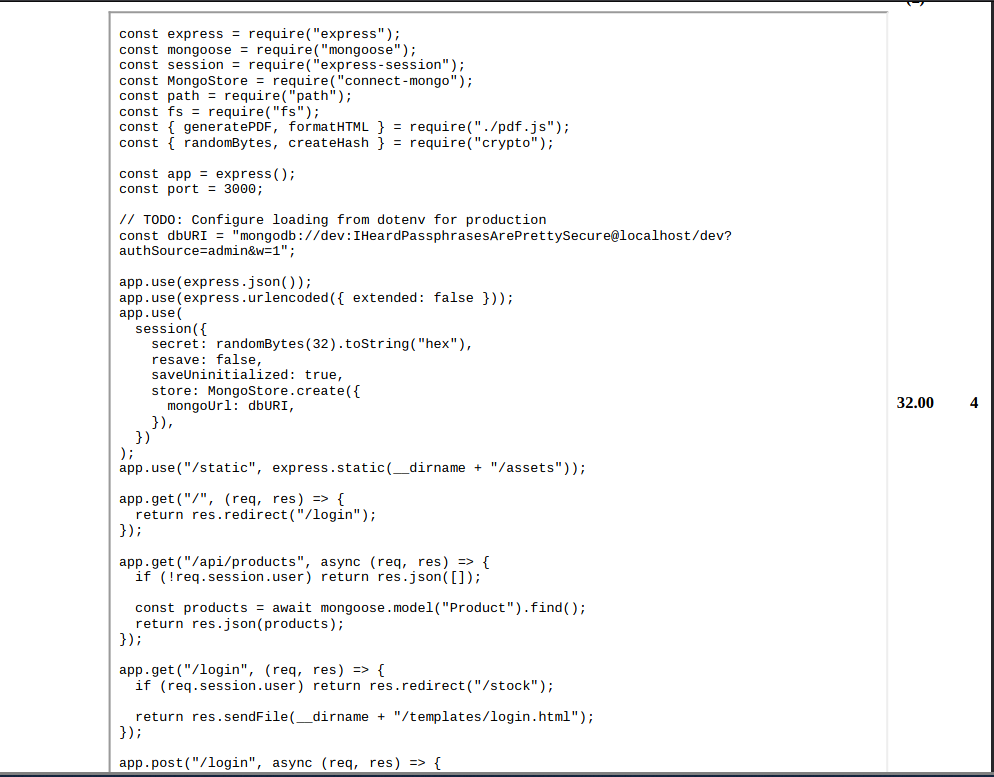 const express = require("express");
const mongoose = require("mongoose");
const session = require("express-session");
const MongoStore = require("connect-mongo");
const path = require("path");
const fs = require("fs");
const { generatePDF, formatHTML } = require("./pdf.js");
const { randomBytes, createHash } = require("crypto");

const app = express();
const port = 3000;

// TODO: Configure loading from dotenv for production
const dbURI = "mongodb://dev:IHeardPassphrasesArePrettySecure@localhost/dev?
authSource=admin&w=1";

app.use(express.json());
app.use(express.urlencoded({ extended: false }));
app.use(
  session({
    secret: randomBytes(32).toString("hex"),
    resave: false,
    saveUninitialized: true,
    store: MongoStore.create({
      mongoUrl: dbURI,
    }),
  })
);
app.use("/static", express.static(__dirname + "/assets"));

app.get("/", (req, res) => {
  return res.redirect("/login");
});

app.get("/api/products", async (req, res) => {
  if (!req.session.user) return res.json([]);

  const products = await mongoose.model("Product").find();
  return res.json(products);
});

app.get("/login", (req, res) => {
  if (req.session.user) return res.redirect("/stock");

  return res.sendFile(__dirname + "/templates/login.html");
});

app.post("/login", async (req, res) => {
32.00 4